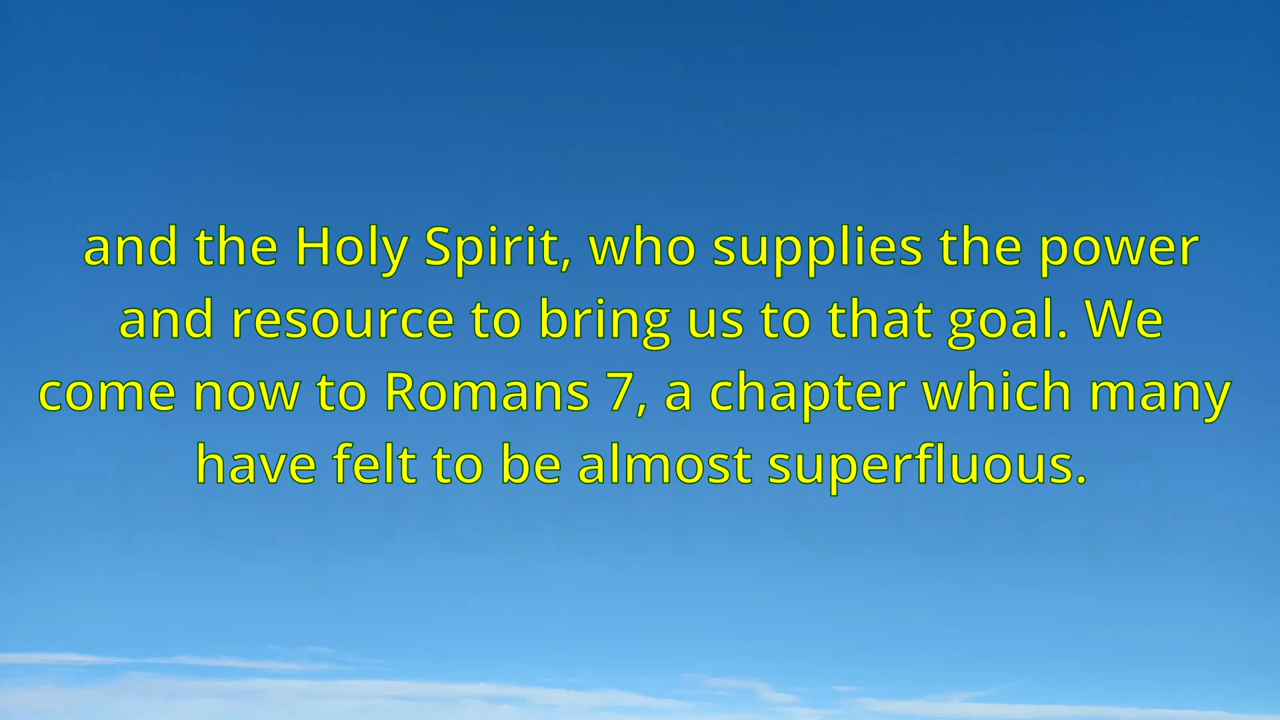 and the Holy Spirit, who supplies the power
and resource to bring us to that goal. We
come now to Romans 7, a chapter which many
have felt to be almost superfluous.